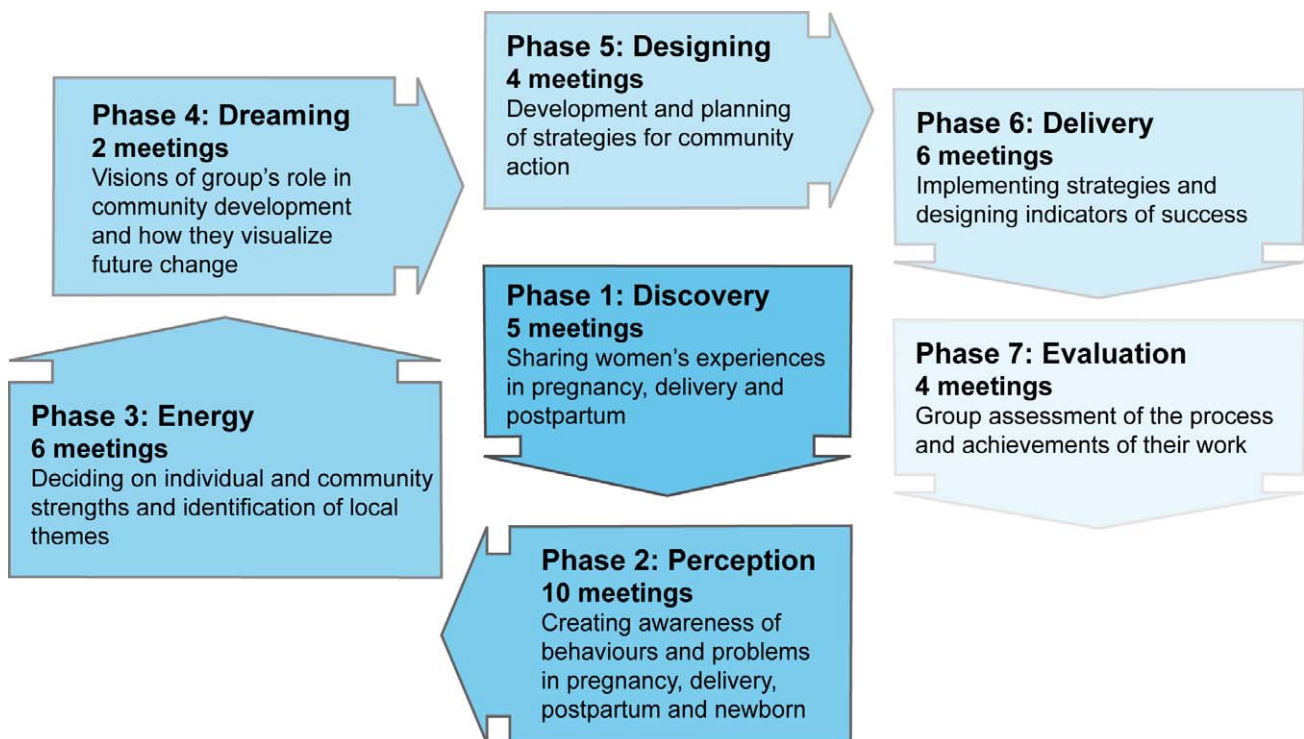 Phase 5: Designing
4 meetings
Development and planning
of strategies for community
action
Phase 4: Dreaming
2 meetings
Visions of group’s role in
community development
and how they visualize
future change
Phase 6: Delivery
6 meetings
Implementing strategies and
designing indicators of success
Phase 1: Discovery
5 meetings
Sharing women’s experiences
in pregnancy, delivery and
postpartum
Phase 7: Evaluation
4 meetings
Group assessment of the process
and achievements of their work
Phase 3: Energy
6 meetings
Deciding on individual and community
strengths and identification of local
themes
Phase 2: Perception
10 meetings
Creating awareness of
behaviours and problems
in pregnancy, delivery,
postpartum and newborn